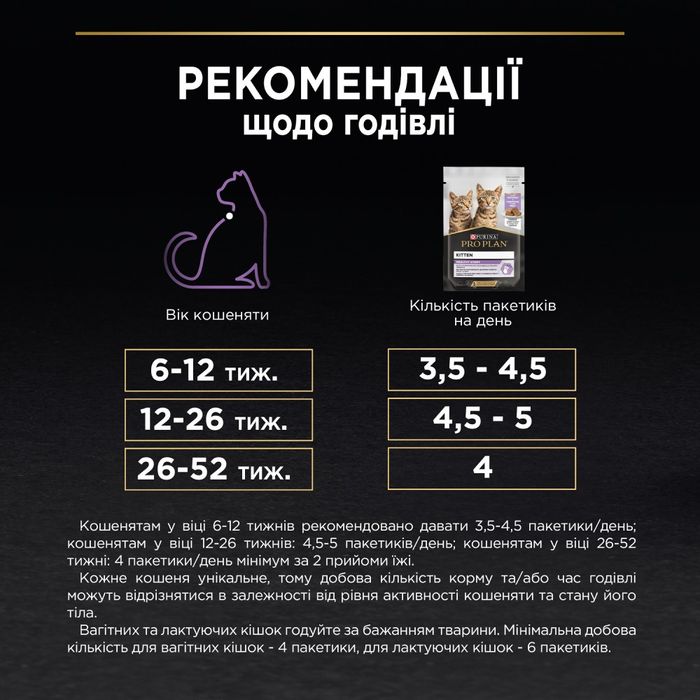 РЕКОМЕНДАЦІЇ
щодо годівлі
PURINA
PRO PLAN
KITTEN
Вік кошеняти
Кількість пакетиків
на день
6-12 тиж.
3,5 - 4,5
12-26 тиж.
4,5 - 5
26-52 тиж.
4
Кошенятам у віці 6-12 тижнів рекомендовано давати 3,5-4,5 пакетики/день;
кошенятам у віці 12-26 тижнів: 4,5-5 пакетиків/день; кошенятам у віці 26-52
тижні: 4 пакетики/день мінімум за 2 прийоми їжі.
Кожне кошеня унікальне, тому добова кількість корму та/або час годівлі
можуть відрізнятися в залежності від рівня активності кошеняти та стану його
тіла.
Вагітних та лактуючих кішок годуйте за бажанням тварини. Мінімальна добова
кількість для вагітних кішок - 4 пакетики, для лактуючих кішок - 6 пакетиків.